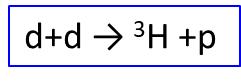 d+d → ³H +p